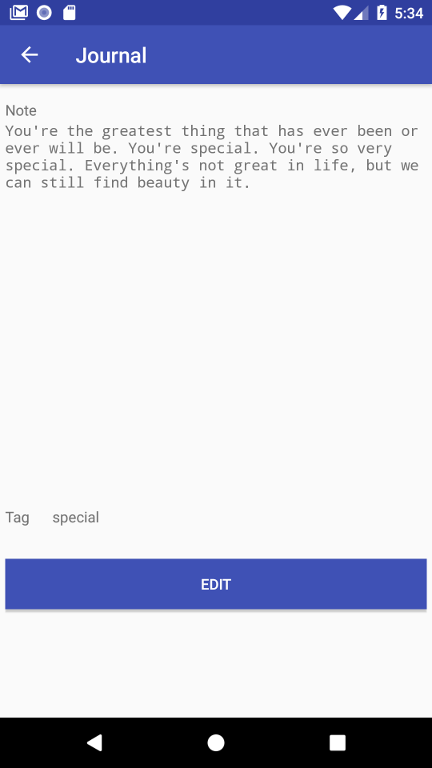 5:34
Journal
Note
You're the greatest thing that has ever been or
ever will be. You're special. You're so very
special. Everything's not great in life, but we
can still find beauty in it.
Tag special
EDIT